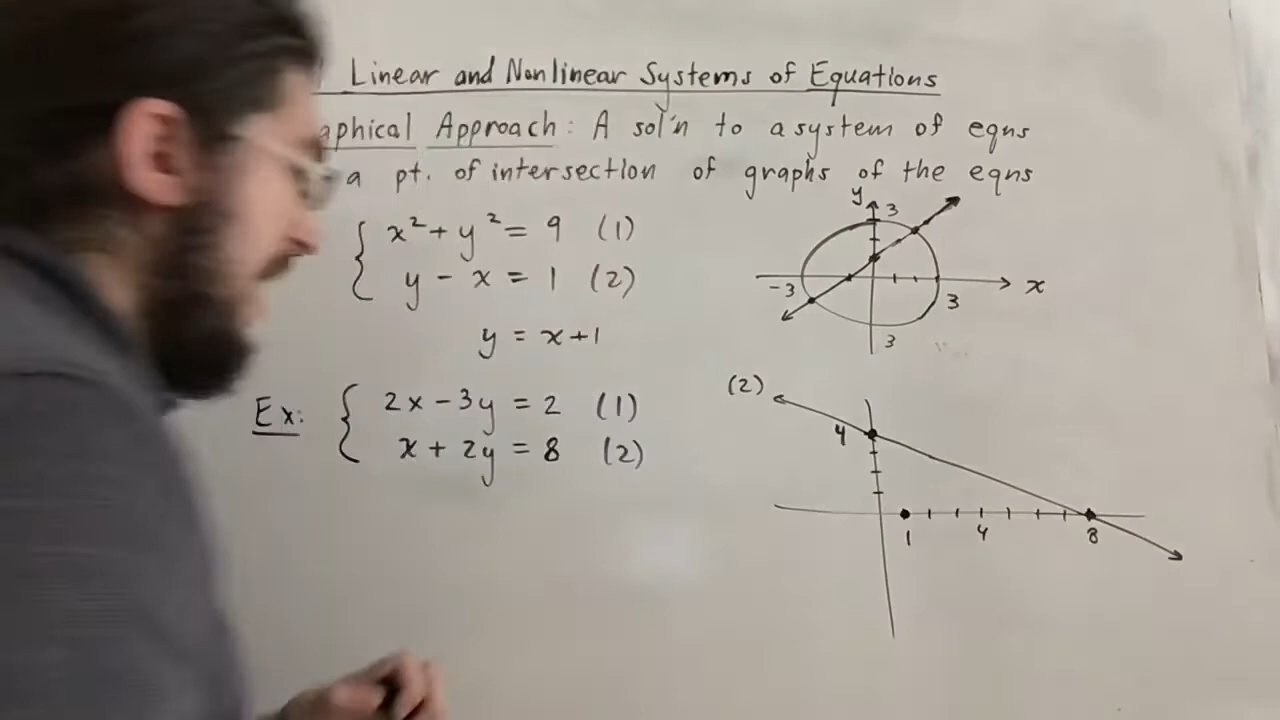 Linear and Nonlinear Systems of Equations
aphical Approach: A sol'n to a system of eqns
a pt. of intersection of graphs of the eqns
x² + y² = 9 (1)
y - x = 1 (2)
y = x+1
y
3
-3
3
x
3
Ex: 2x - 3y = 2 (1)
x + 2y = 8 (2)
(2)
4
1
4
8